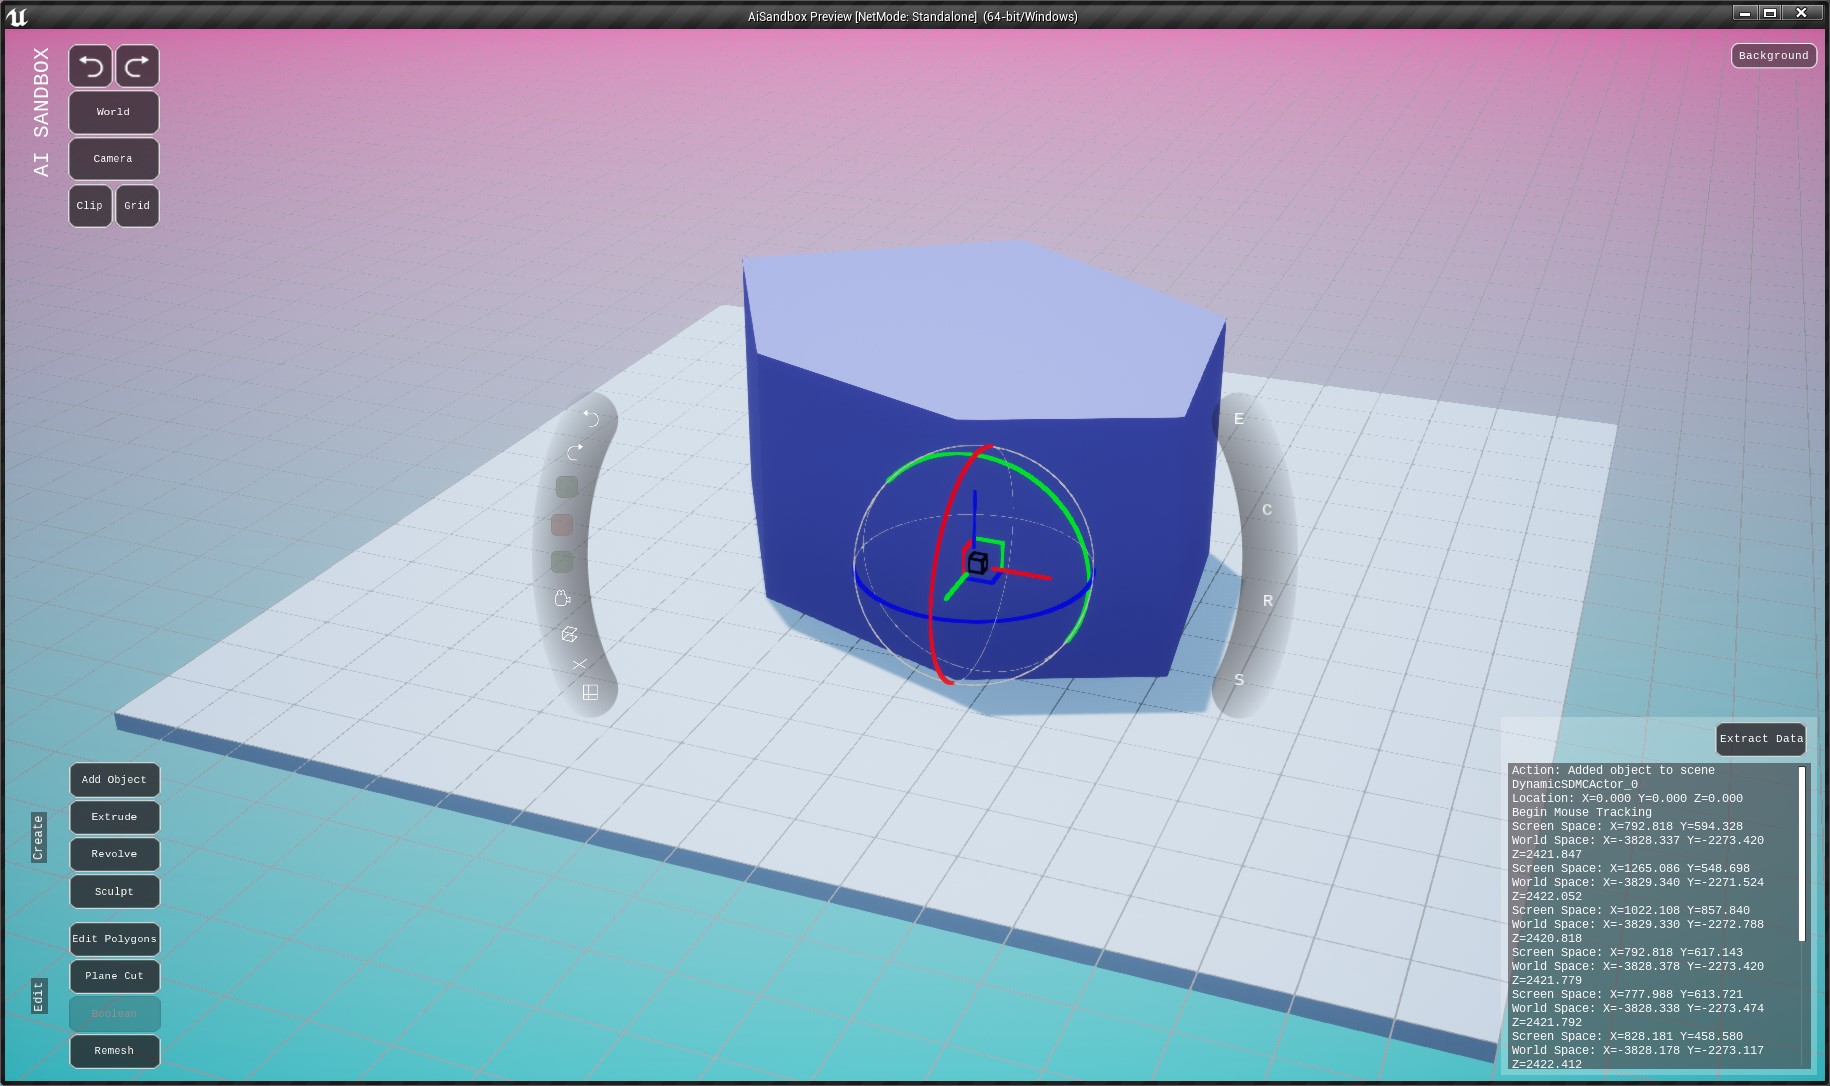 AiSandbox Preview [NetMode: Standalone] (64-bit/Windows)
AI SANDBOX
World
Camera
Clip
Grid
Background
E
C
R
S
Create
Add Object
Extrude
Revolve
Sculpt
Edit
Edit Polygons
Plane Cut
Boolean
Remesh
Extract Data
Action: Added object to scene
DynamicSDMCActor_0
Location: X=0.000 Y=0.000 Z=0.000
Begin Mouse Tracking
Screen Space: X=792.818 Y=594.328
World Space: X=-3828.337 Y=-2273.420
Z=2421.847
Screen Space: X=1265.086 Y=548.698
World Space: X=-3829.340 Y=-2271.524
Z=2422.052
Screen Space: X=1022.108 Y=857.840
World Space: X=-3829.330 Y=-2272.788
Z=2420.818
Screen Space: X=792.818 Y=617.143
World Space: X=-3828.378 Y=-2273.420
Z=2421.779
Screen Space: X=777.988 Y=613.721
World Space: X=-3828.338 Y=-2273.474
Z=2421.792
Screen Space: X=828.181 Y=458.580
World Space: X=-3828.178 Y=-2273.117
Z=2422.412